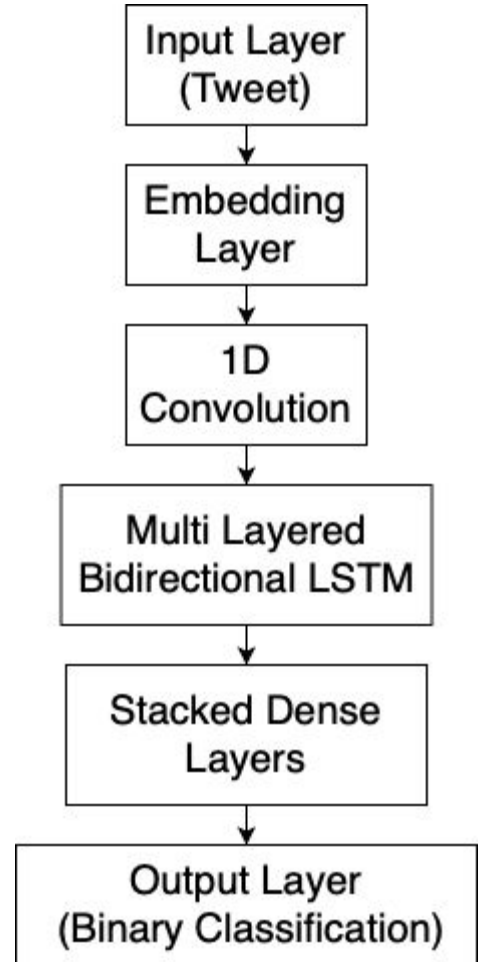 Input Layer
(Tweet)
Embedding
Layer
1D
Convolution
Multi Layered
Bidirectional LSTM
Stacked Dense
Layers
Output Layer
(Binary Classification)